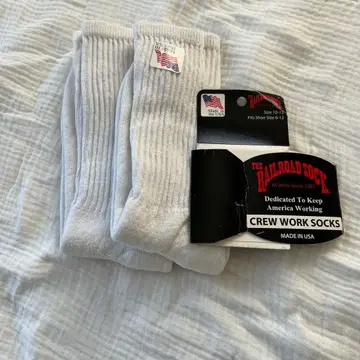 Size 10-13
Fits Shoe Size 6-12
THE
RAILROAD SOCK
Dedicated To Keep
America Working
CREW WORK SOCKS
MADE IN USA